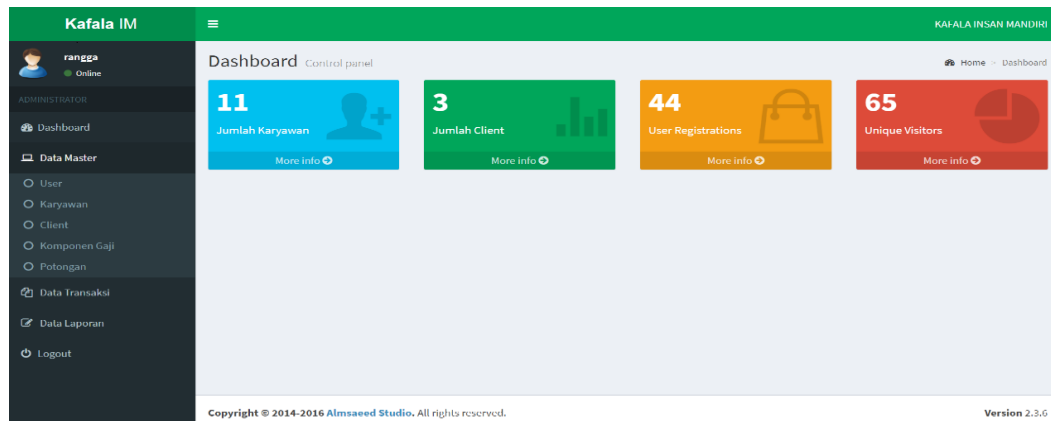 Kafala IM
KAFALA INSAN MANDIRI
rangga
Online
ADMINISTRATOR
Dashboard
Data Master
User
Karyawan
Client
Komponen Gaji
Potongan
Data Transaksi
Data Laporan
Logout
Dashboard Control panel
Home > Dashboard
11
Jumlah Karyawan
More info
3
Jumlah Client
More info
44
User Registrations
More info
65
Unique Visitors
More info
Copyright © 2014-2016 Almsaeed Studio. All rights reserved.
Version 2.3.6